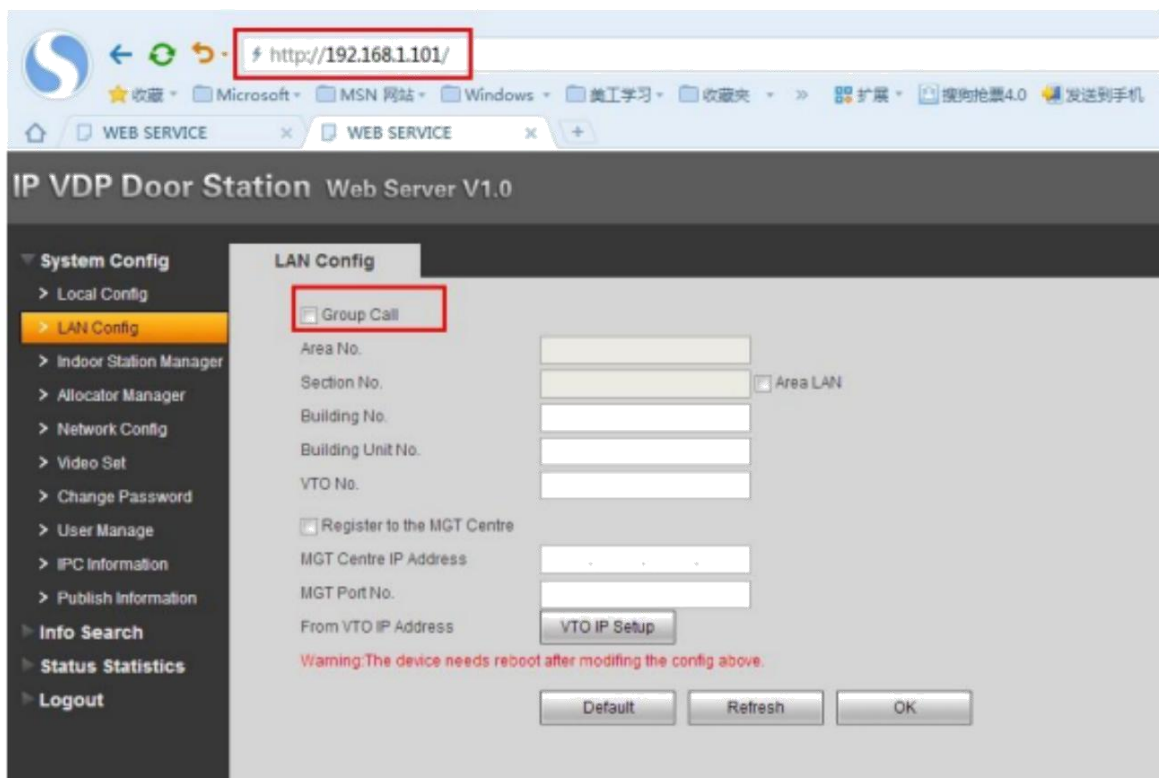 http://192.168.1.101/
收藏 Microsoft MSN 网站 Windows 美工学习 收藏夹 » 扩展 搜狗抢票4.0 发送到手机
WEB SERVICE × WEB SERVICE × +
IP VDP Door Station Web Server V1.0
System Config
> Local Config
> LAN Config
> Indoor Station Manager
> Allocator Manager
> Network Config
> Video Set
> Change Password
> User Manage
> IPC Information
> Publish Information
Info Search
Status Statistics
Logout
LAN Config
Group Call
Area No.
Section No. Area LAN
Building No.
Building Unit No.
VTO No.
Register to the MGT Centre
MGT Centre IP Address . . .
MGT Port No.
From VTO IP Address VTO IP Setup
Warning:The device needs reboot after modifing the config above.
Default Refresh OK